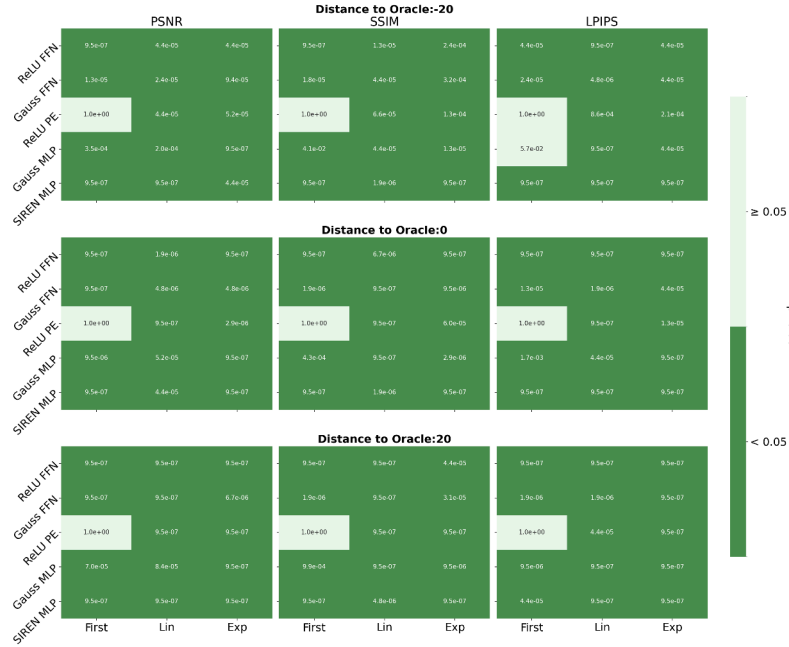 Distance to Oracle:-20
PSNR SSIM LPIPS
ReLU FFN 9.5e-07 4.4e-05 4.4e-05 9.5e-07 1.3e-05 2.4e-04 4.4e-05 9.5e-07 4.4e-05
Gauss FFN 1.3e-05 2.4e-05 9.4e-05 1.8e-05 4.4e-05 3.2e-04 2.4e-05 4.8e-06 4.4e-05
ReLU PE 1.0e+00 4.4e-05 5.2e-05 1.0e+00 6.6e-05 1.3e-04 1.0e+00 8.6e-04 2.1e-04
Gauss MLP 3.5e-04 2.0e-04 9.5e-07 4.1e-02 4.4e-05 1.3e-05 5.7e-02 9.5e-07 4.4e-05
SIREN MLP 9.5e-07 9.5e-07 4.4e-05 9.5e-07 1.9e-06 9.5e-07 9.5e-07 9.5e-07 9.5e-07
≥ 0.05
Distance to Oracle:0
ReLU FFN 9.5e-07 1.9e-06 9.5e-07 9.5e-07 6.7e-06 9.5e-07 9.5e-07 9.5e-07 9.5e-07
Gauss FFN 9.5e-07 4.8e-06 4.8e-06 1.9e-06 9.5e-07 9.5e-06 1.3e-05 1.9e-06 4.4e-05
ReLU PE 1.0e+00 9.5e-07 2.9e-06 1.0e+00 9.5e-07 6.0e-05 1.0e+00 9.5e-07 1.3e-05
Gauss MLP 9.5e-06 5.2e-05 9.5e-07 4.3e-04 9.5e-07 2.9e-06 1.7e-03 4.4e-05 9.5e-07
SIREN MLP 9.5e-07 4.4e-05 9.5e-07 9.5e-07 1.9e-06 9.5e-07 9.5e-07 9.5e-07 9.5e-07
Distance to Oracle:20
< 0.05
ReLU FFN 9.5e-07 9.5e-07 9.5e-07 9.5e-07 9.5e-07 4.4e-05 9.5e-07 9.5e-07 9.5e-07
Gauss FFN 9.5e-07 9.5e-07 6.7e-06 1.9e-06 9.5e-07 3.1e-05 1.9e-06 1.9e-06 9.5e-07
ReLU PE 1.0e+00 9.5e-07 9.5e-07 1.0e+00 9.5e-07 9.5e-07 1.0e+00 4.4e-05 9.5e-07
Gauss MLP 7.0e-05 8.4e-05 9.5e-07 9.9e-04 9.5e-07 9.5e-06 9.5e-06 9.5e-07 9.5e-07
SIREN MLP 9.5e-07 9.5e-07 9.5e-07 9.5e-07 4.8e-06 9.5e-07 4.4e-05 9.5e-07 9.5e-07
First Lin Exp First Lin Exp First Lin Exp